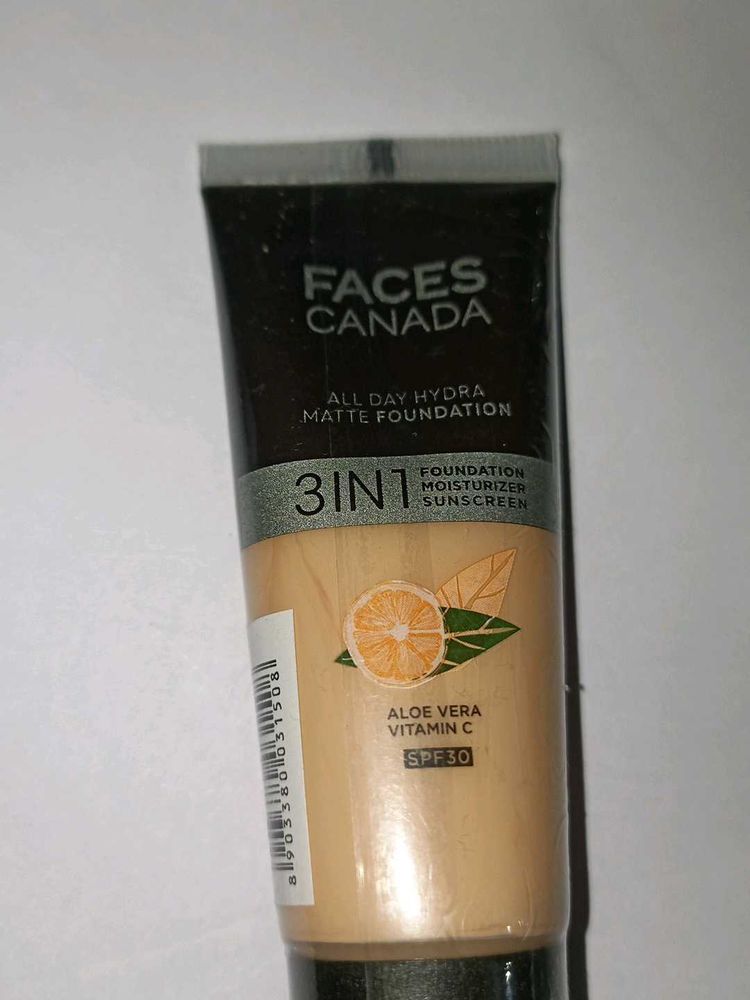 FACES
CANADA
ALL DAY HYDRA
MATTE FOUNDATION
3IN1
FOUNDATION
MOISTURIZER
SUNSCREEN
ALOE VERA
VITAMIN C
SPF30
8903380031508